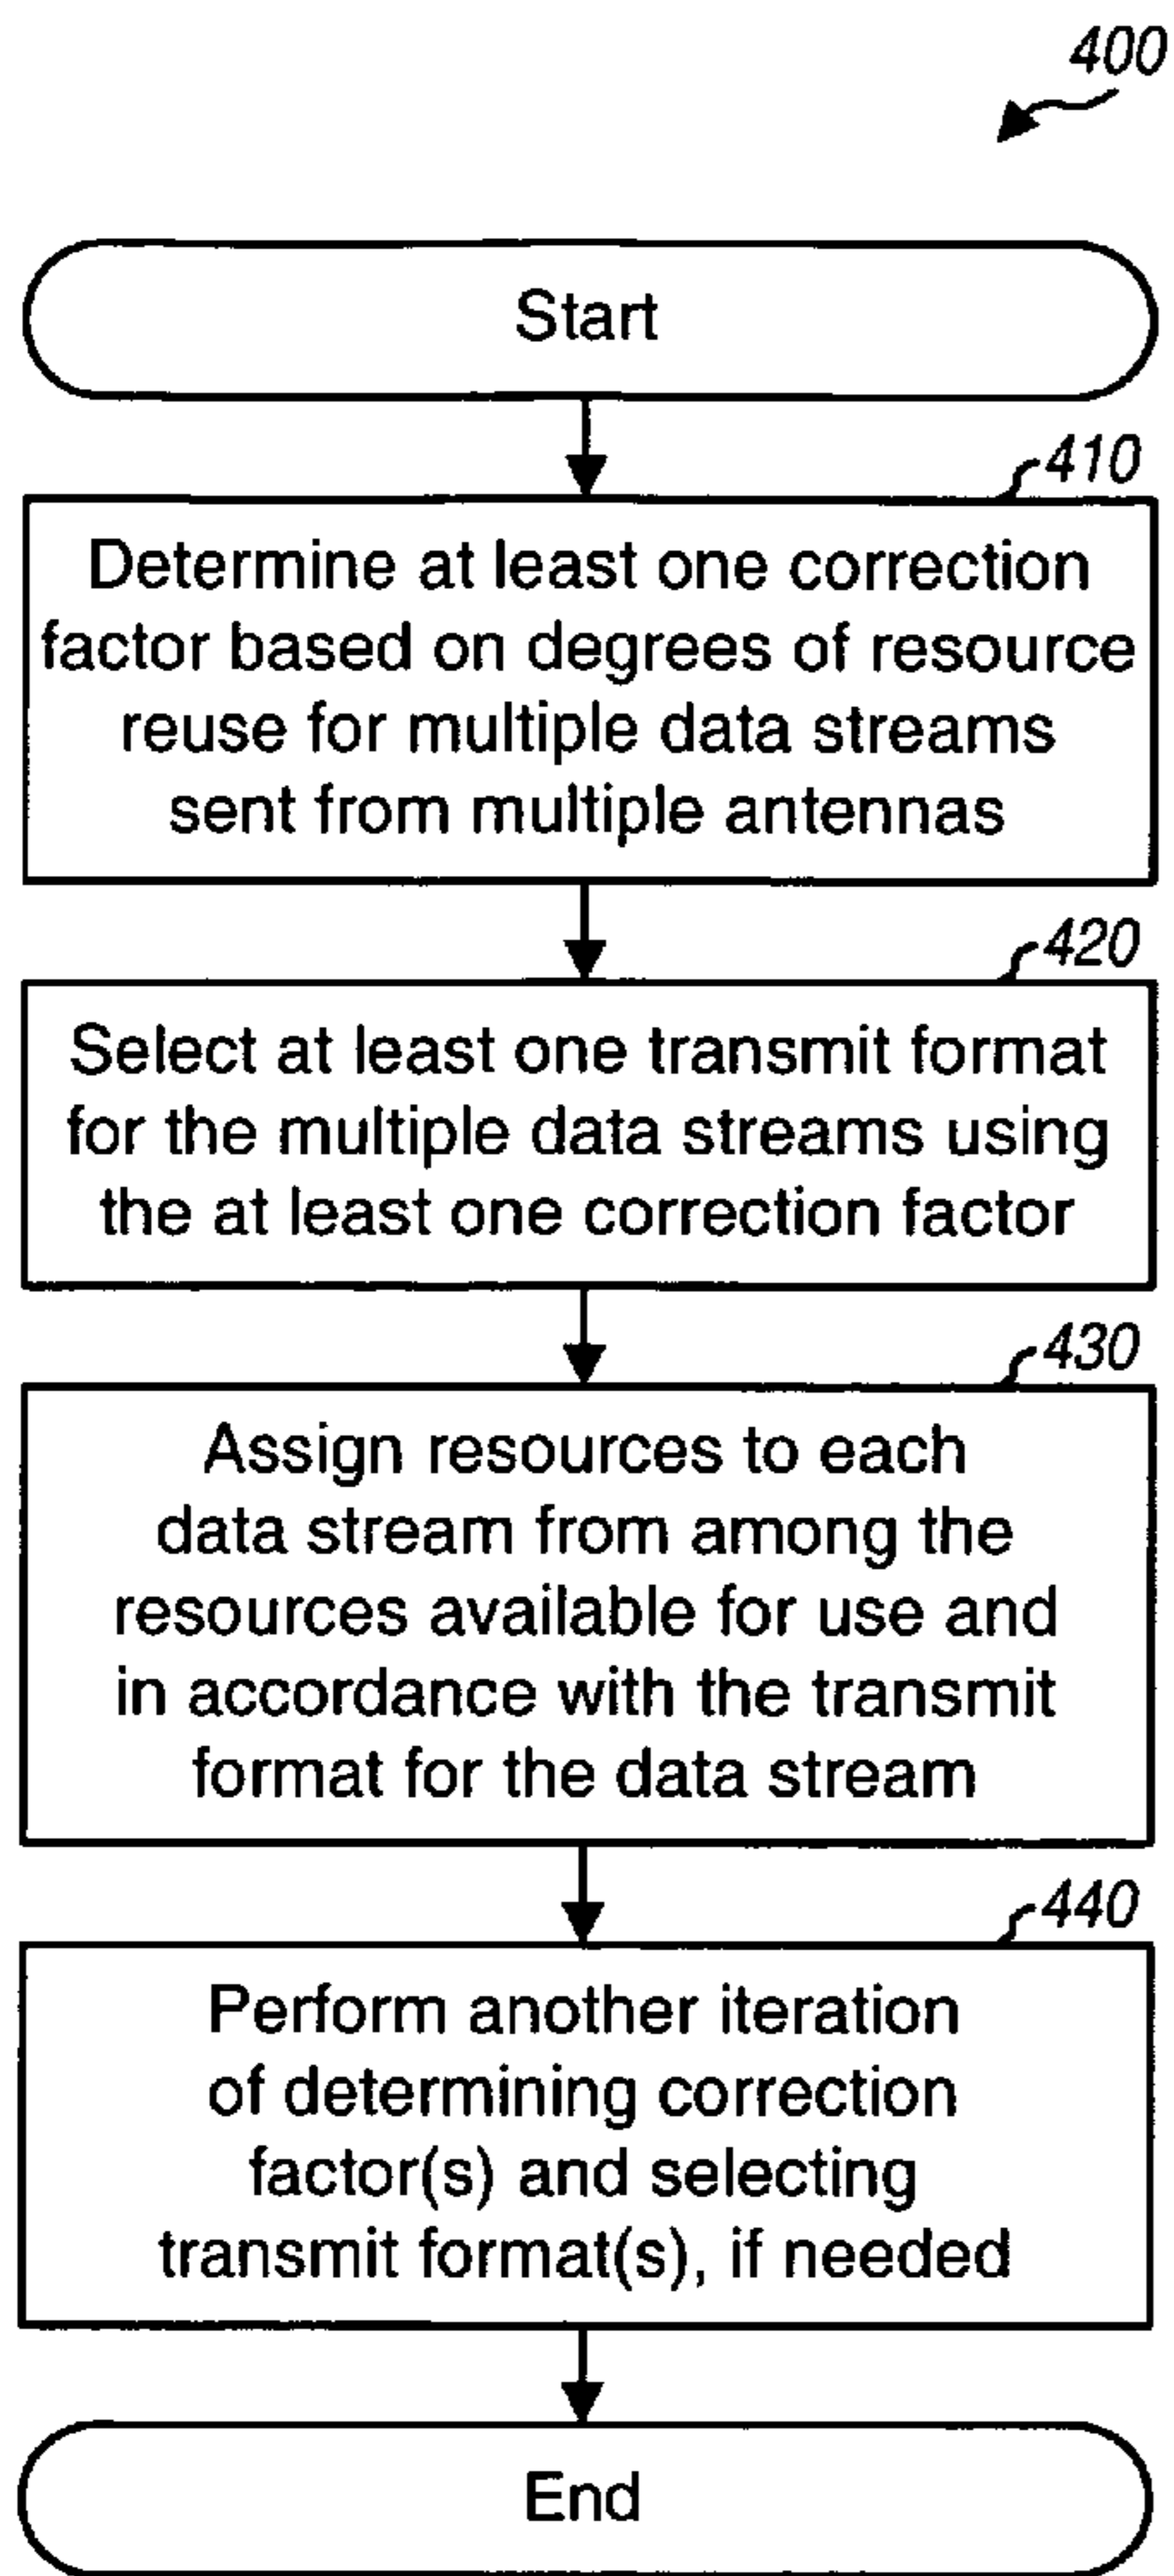 400
Start
410
Determine at least one correction
factor based on degrees of resource
reuse for multiple data streams
sent from multiple antennas
420
Select at least one transmit format
for the multiple data streams using
the at least one correction factor
430
Assign resources to each
data stream from among the
resources available for use and
in accordance with the transmit
format for the data stream
440
Perform another iteration
of determining correction
factor(s) and selecting
transmit format(s), if needed
End